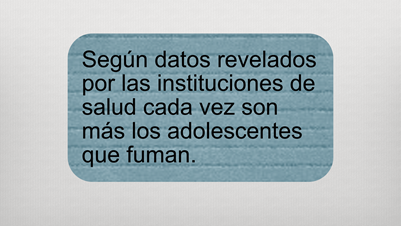 Según datos revelados
por las instituciones de
salud cada vez son
más los adolescentes
que fuman.